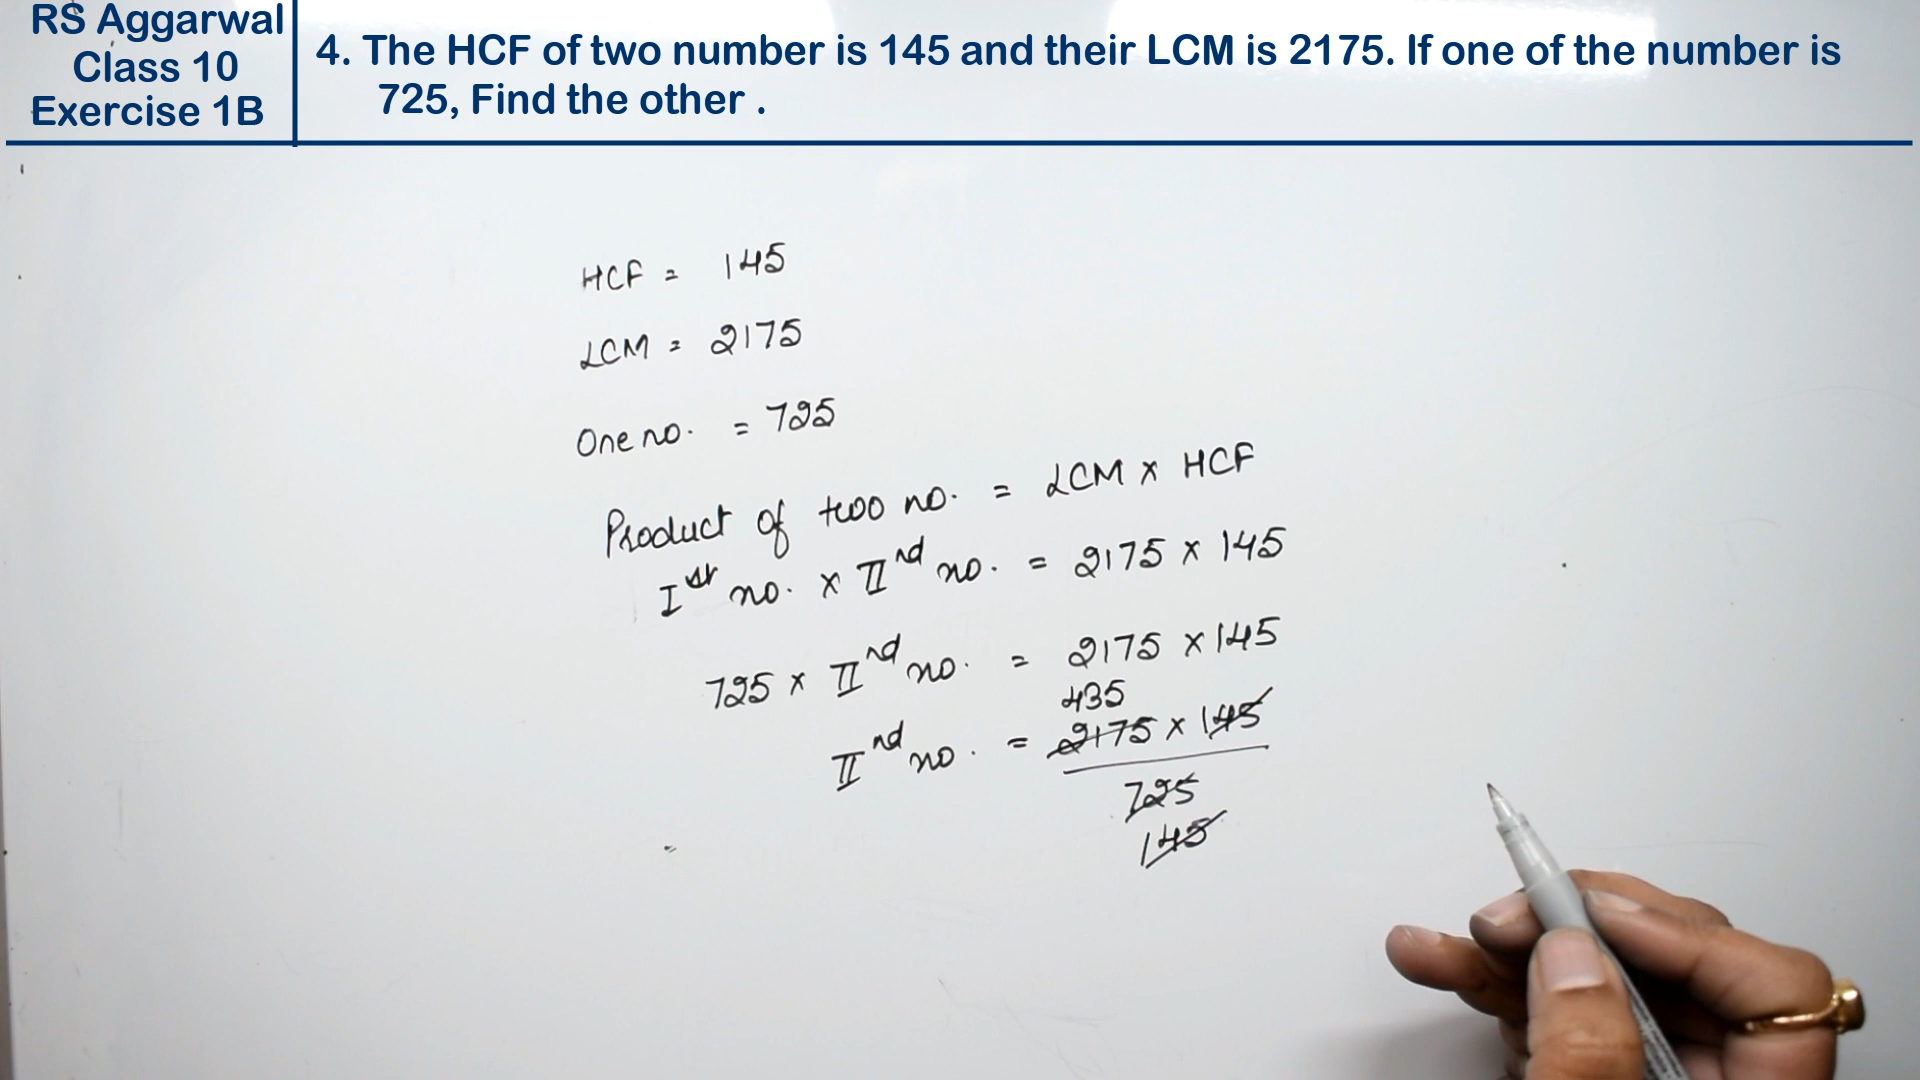 RS Aggarwal
Class 10
Exercise 1B
4. The HCF of two number is 145 and their LCM is 2175. If one of the number is
725, Find the other .
HCF = 145
LCM = 2175
One no. = 725
Product of two no. = LCM x HCF
Ist no. x IInd no. = 2175 x 145
725 x IInd no. = 2175 x 145
435
IInd no. = 2175 x 145
725
145